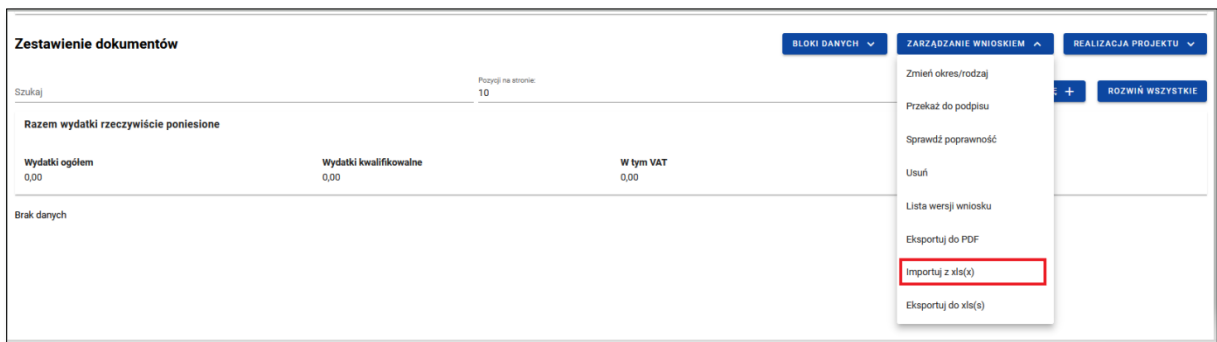 Zestawienie dokumentów
BLOKI DANYCH
ZARZĄDZANIE WNIOSKIEM
REALIZACJA PROJEKTU
Zmień okres/rodzaj
Szukaj
Pozycji na stronie:
10
ROZWIŃ WSZYSTKIE
Przekaż do podpisu
Razem wydatki rzeczywiście poniesione
Sprawdź poprawność
Wydatki ogółem
0,00
Wydatki kwalifikowalne
0,00
W tym VAT
0,00
Usuń
Lista wersji wniosku
Brak danych
Eksportuj do PDF
Importuj z xls(x)
Eksportuj do xls(s)